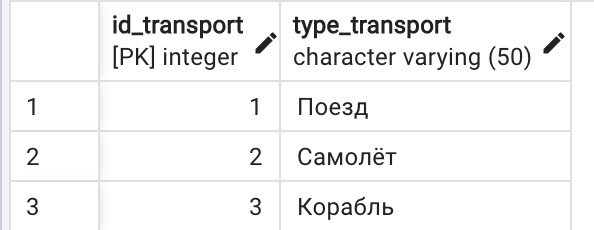 id_transport type_transport
[PK] integer character varying (50)
1 1 Поезд
2 2 Самолёт
3 3 Корабль